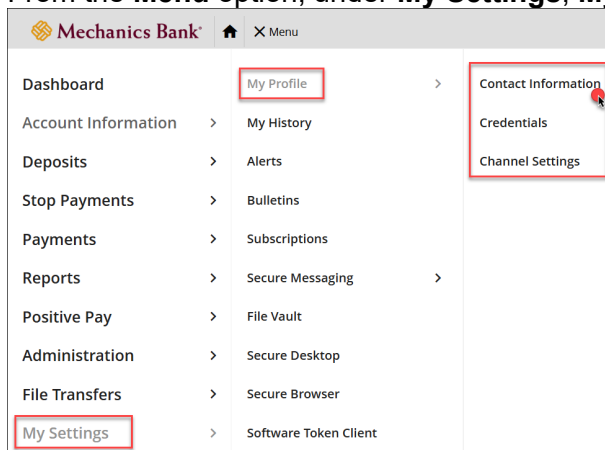 From the Menu option, under My Settings, My
Mechanics Bank
Menu
Dashboard
Account Information
Deposits
Stop Payments
Payments
Reports
Positive Pay
Administration
File Transfers
My Settings
My Profile
My History
Alerts
Bulletins
Subscriptions
Secure Messaging
File Vault
Secure Desktop
Secure Browser
Software Token Client
Contact Information
Credentials
Channel Settings